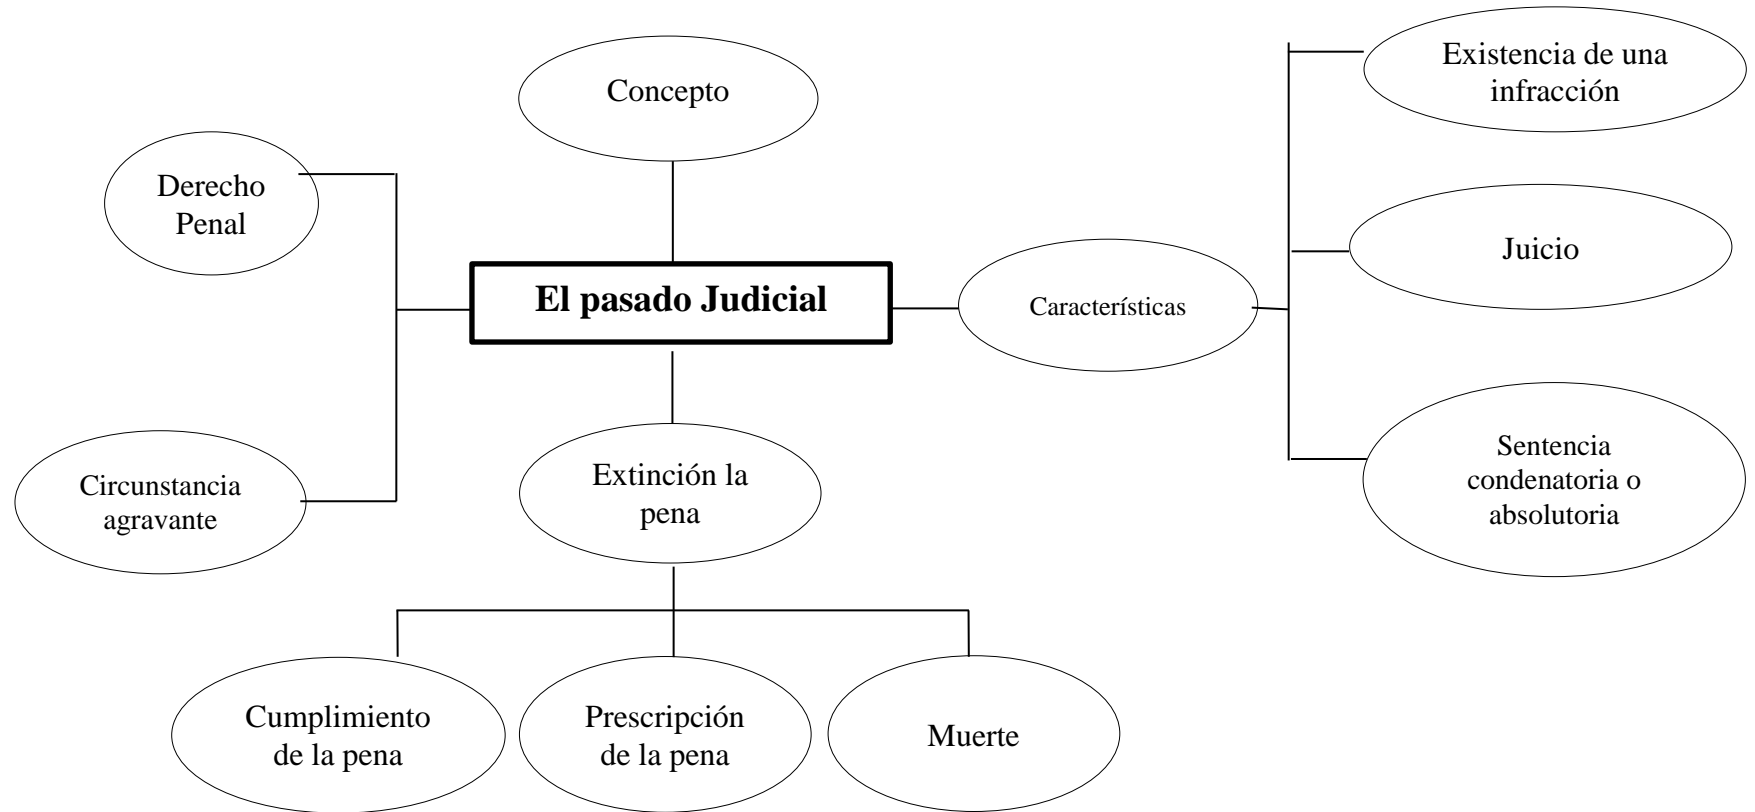 Concepto
Existencia de una
infracción
Derecho
Penal
Juicio
El pasado Judicial
Características
Circunstancia
agravante
Extinción la
pena
Sentencia
condenatoria o
absolutoria
Cumplimiento
de la pena
Prescripción
de la pena
Muerte